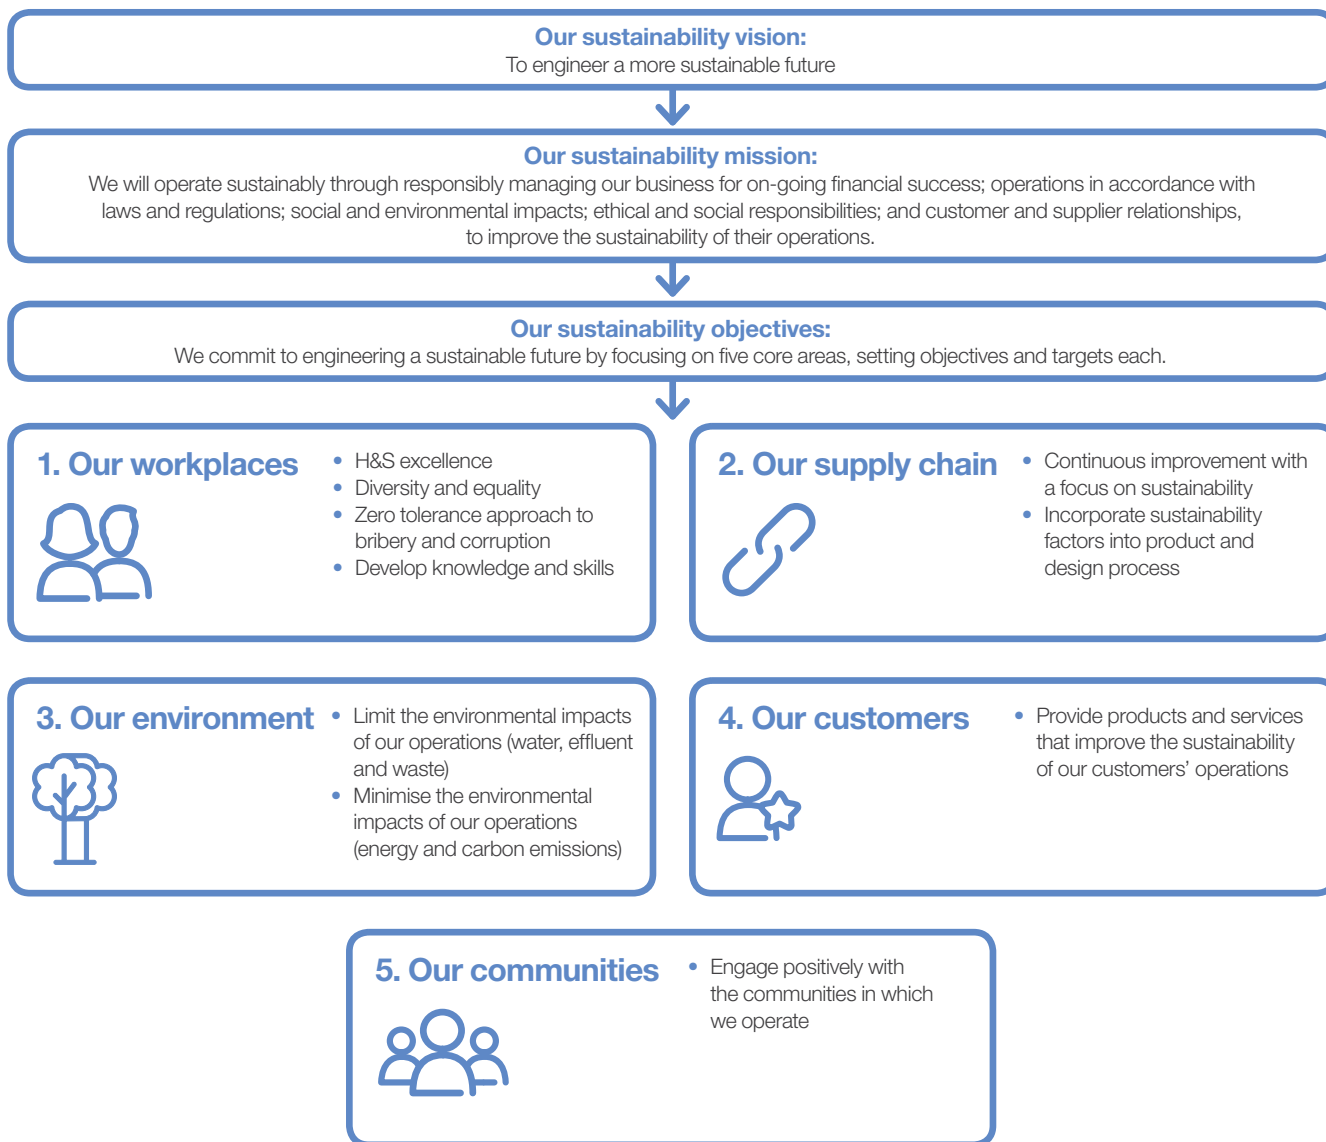 Our sustainability vision:
To engineer a more sustainable future
Our sustainability mission:
We will operate sustainably through responsibly managing our business for on-going financial success; operations in accordance with
laws and regulations; social and environmental impacts; ethical and social responsibilities; and customer and supplier relationships,
to improve the sustainability of their operations.
Our sustainability objectives:
We commit to engineering a sustainable future by focusing on five core areas, setting objectives and targets each.
1. Our workplaces
• H&S excellence
• Diversity and equality
• Zero tolerance approach to
bribery and corruption
• Develop knowledge and skills
2. Our supply chain
• Continuous improvement with
a focus on sustainability
• Incorporate sustainability
factors into product and
design process
3. Our environment
• Limit the environmental impacts
of our operations (water, effluent
and waste)
• Minimise the environmental
impacts of our operations
(energy and carbon emissions)
4. Our customers
• Provide products and services
that improve the sustainability
of our customers’ operations
5. Our communities
• Engage positively with
the communities in which
we operate